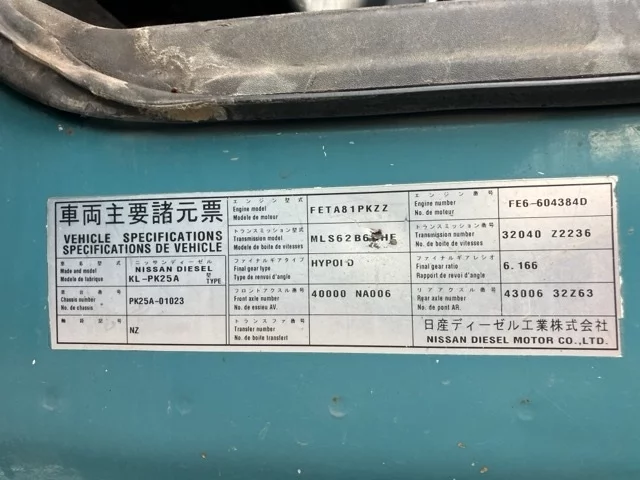 車両主要諸元票
VEHICLE SPECIFICATIONS
SPECIFICATIONS DE VEHICLE
車名型式
Make and model
Modele de fabrique
ニッサンディーゼル
NISSAN DIESEL
KL-PK25A 型 TYPE
車台番号
Chassis number
No. de chassis
PK25A-01023
NZ
エンジン型式
Engine model
Modele de moteur
FETA81PKZZ
エンジン番号
Engine number
No. de moteur
FE6-604384D
トランスミッション型式
Transmission model
Modele de boite de vitesses
MLS62B6
トランスミッション番号
Transmission number
No. de boite de vitesses
32040 Z2236
ファイナルギアタイプ
Final gear type
Type de renvoi d'angle
HYPOID
ファイナルギアレシオ
Final gear ratio
Rapport de renvoi d'angle
6.166
フロントアクスル番号
Front axle number
No. de essieu AV.
40000 NA006
リアアクスル番号
Rear axle number
No. de pont AR.
43006 32Z63
トランスファ番号
Transfer number
No. de boite transfert
日産ディーゼル工業株式会社
NISSAN DIESEL MOTOR CO.,LTD.